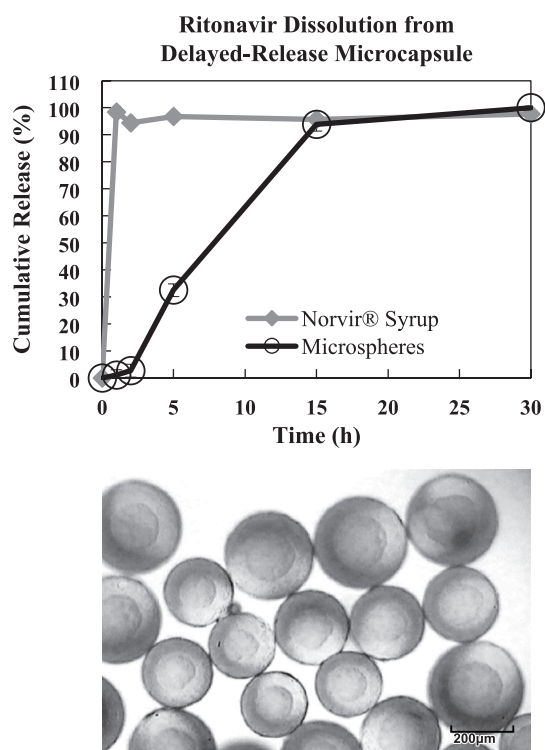 Ritonavir Dissolution from
Delayed-Release Microcapsule
Cumulative Release (%)
110
100
90
80
70
60
50
40
30
20
10
0
Norvir® Syrup
Microspheres
0 5 10 15 20 25 30
Time (h)
200μm